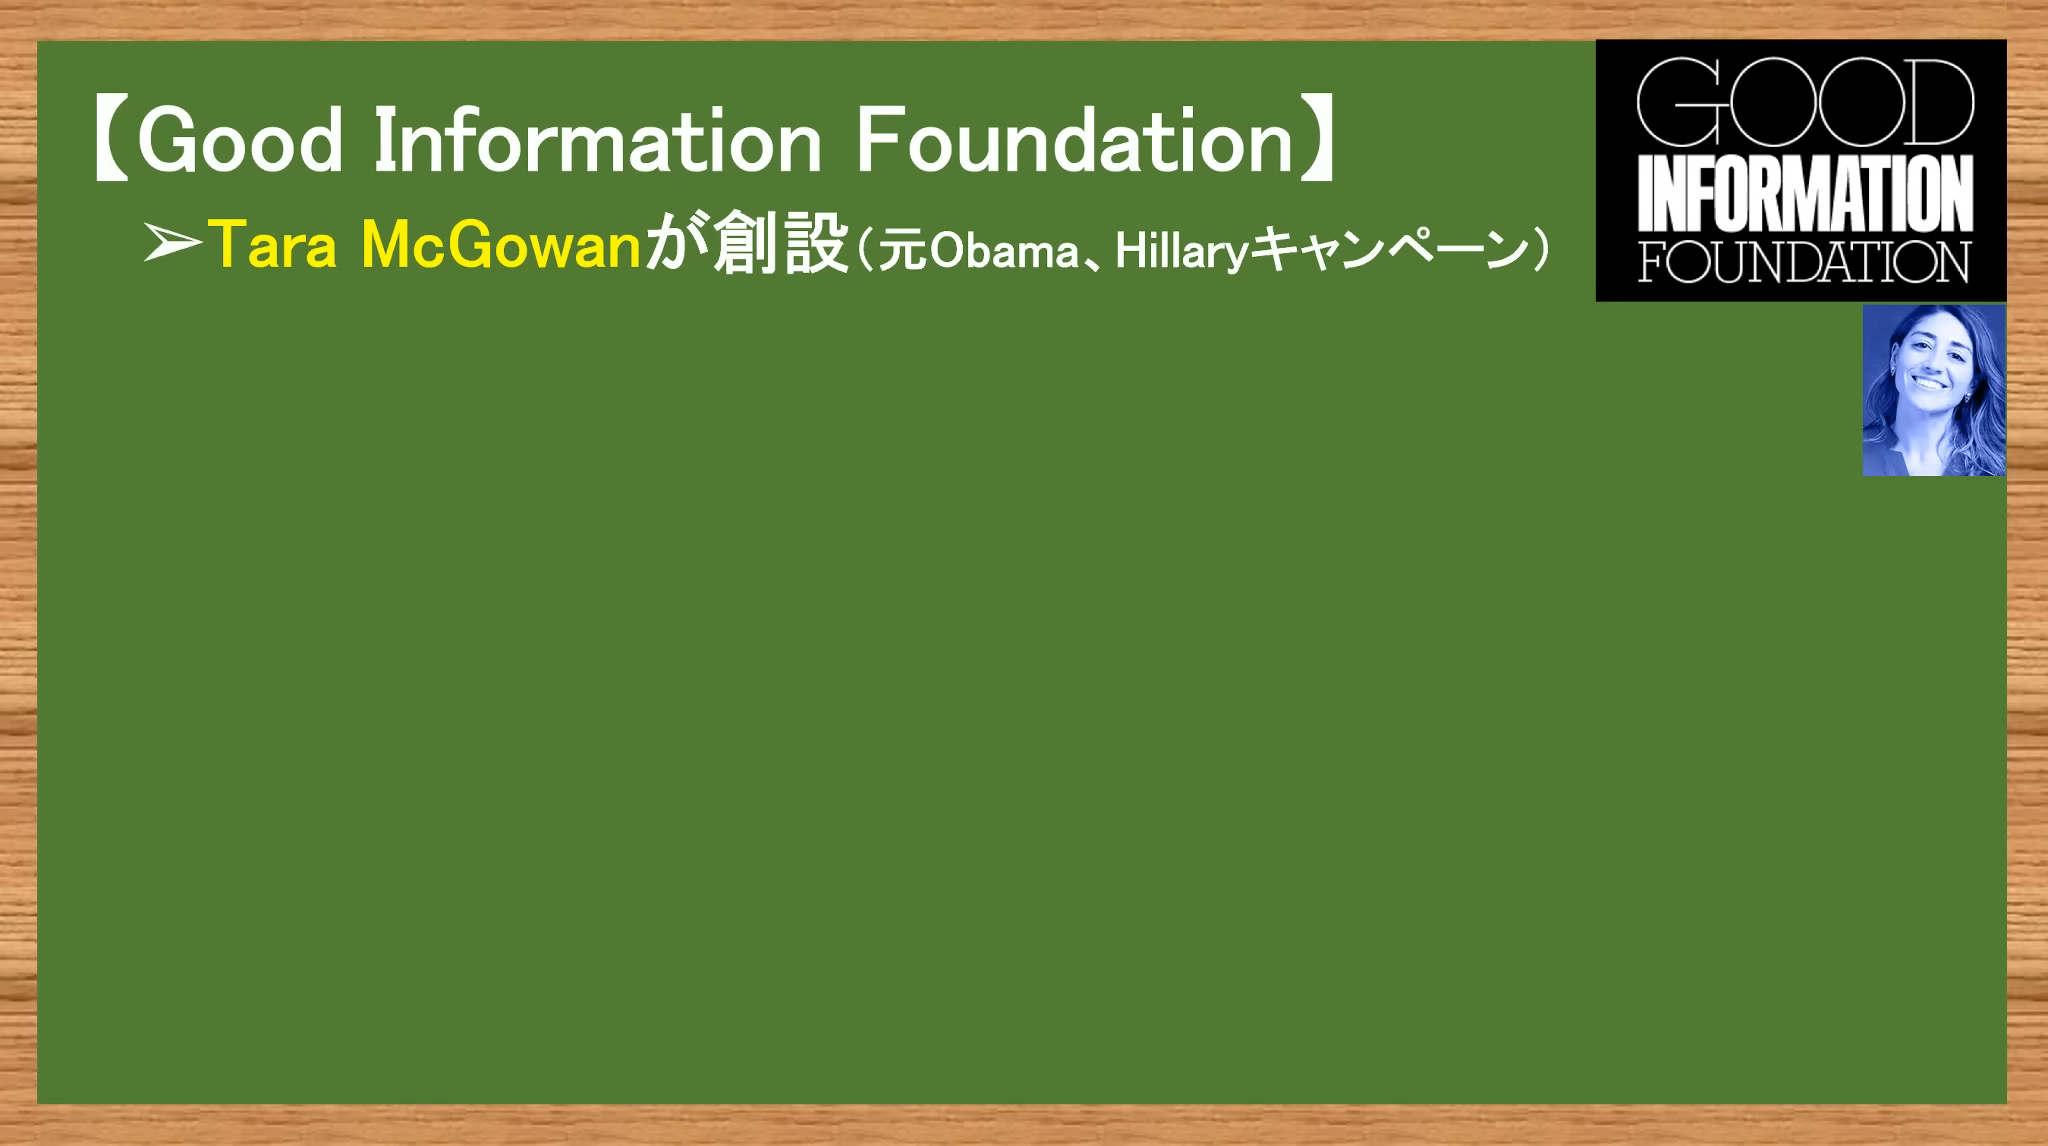 【Good Information Foundation】
➢Tara McGowanが創設（元Obama、Hillaryキャンペーン）
GOOD
INFORMATION
FOUNDATION